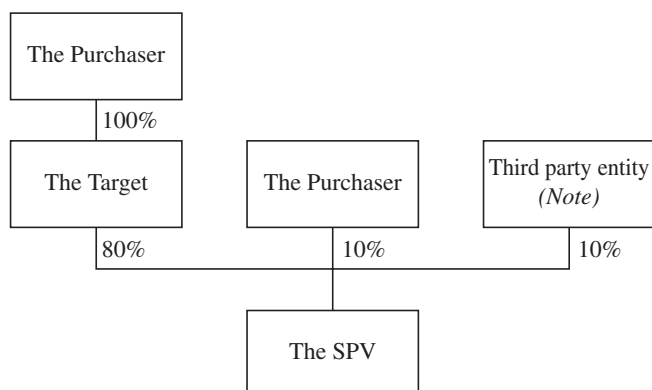 The Purchaser
100%
The Target
The Purchaser
Third party entity
(Note)
80%
10%
10%
The SPV